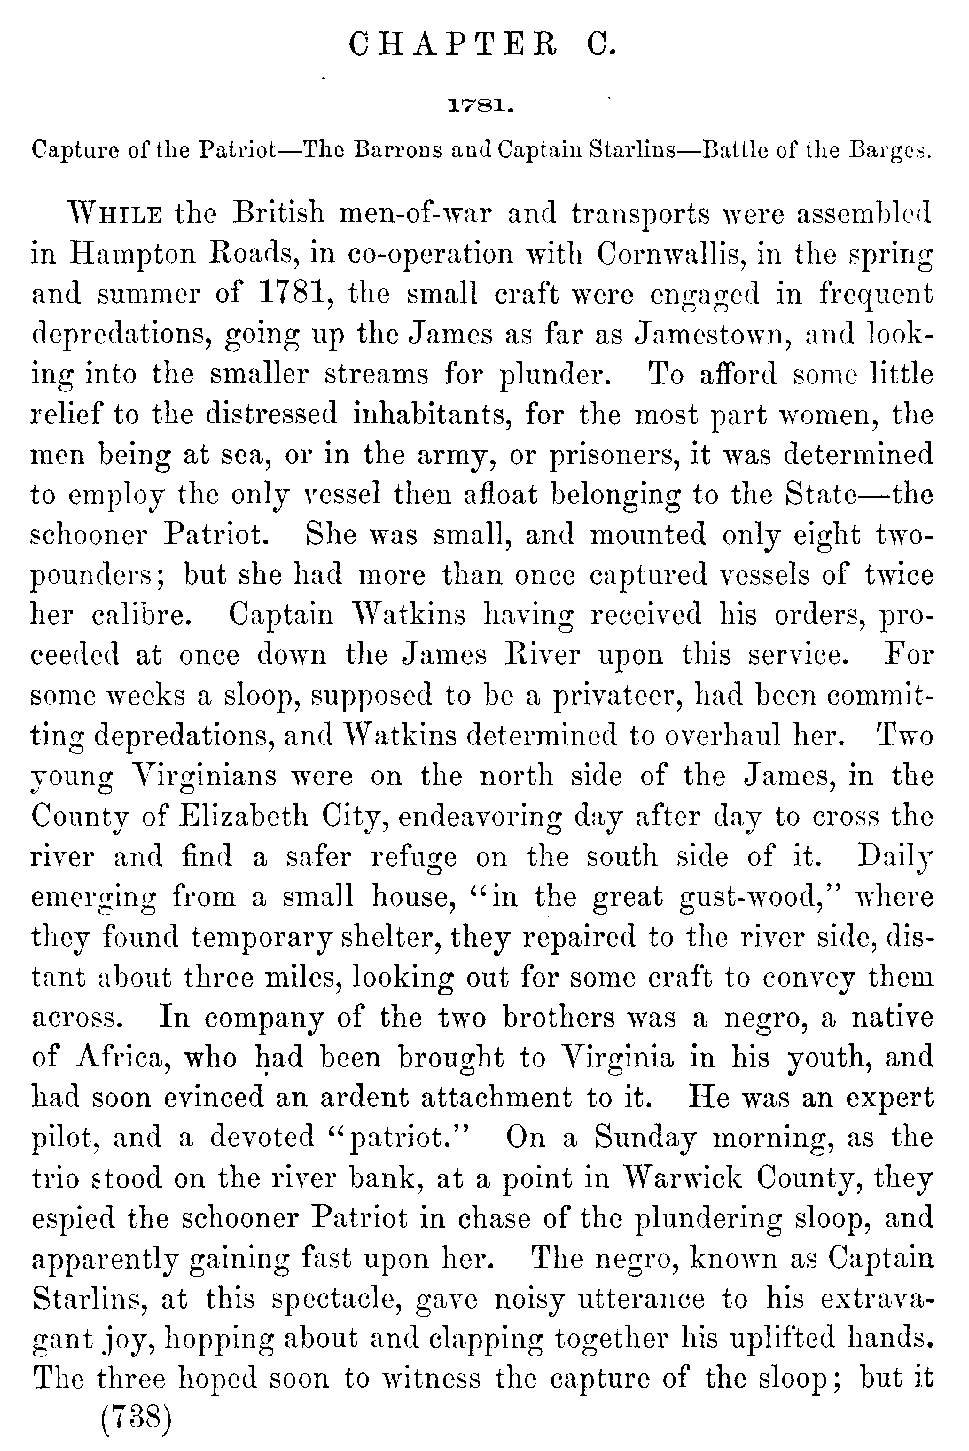 CHAPTER C.
1781.
Capture of the Patriot—The Barrons and Captain Starlins—Battle of the Barges.
WHILE the British men-of-war and transports were assembled
in Hampton Roads, in co-operation with Cornwallis, in the spring
and summer of 1781, the small craft were engaged in frequent
depredations, going up the James as far as Jamestown, and look-
ing into the smaller streams for plunder. To afford some little
relief to the distressed inhabitants, for the most part women, the
men being at sea, or in the army, or prisoners, it was determined
to employ the only vessel then afloat belonging to the State—the
schooner Patriot. She was small, and mounted only eight two-
pounders; but she had more than once captured vessels of twice
her calibre. Captain Watkins having received his orders, pro-
ceeded at once down the James River upon this service. For
some weeks a sloop, supposed to be a privateer, had been commit-
ting depredations, and Watkins determined to overhaul her. Two
young Virginians were on the north side of the James, in the
County of Elizabeth City, endeavoring day after day to cross the
river and find a safer refuge on the south side of it. Daily
emerging from a small house, "in the great gust-wood," where
they found temporary shelter, they repaired to the river side, dis-
tant about three miles, looking out for some craft to convey them
across. In company of the two brothers was a negro, a native
of Africa, who had been brought to Virginia in his youth, and
had soon evinced an ardent attachment to it. He was an expert
pilot, and a devoted "patriot." On a Sunday morning, as the
trio stood on the river bank, at a point in Warwick County, they
espied the schooner Patriot in chase of the plundering sloop, and
apparently gaining fast upon her. The negro, known as Captain
Starlins, at this spectacle, gave noisy utterance to his extrava-
gant joy, hopping about and clapping together his uplifted hands.
The three hoped soon to witness the capture of the sloop; but it
(738)